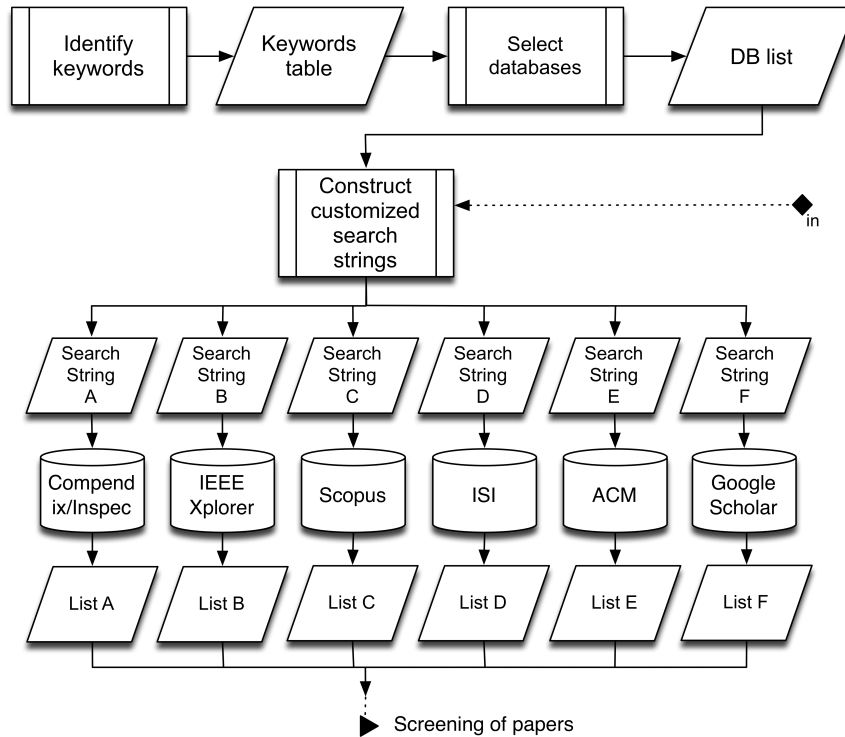 Identify
keywords
Keywords
table
Select
databases
DB list
Construct
customized
search
strings
in
Search
String
A
Search
String
B
Search
String
C
Search
String
D
Search
String
E
Search
String
F
Compend
ix/Inspec
IEEE
Xplorer
Scopus
ISI
ACM
Google
Scholar
List A
List B
List C
List D
List E
List F
Screening of papers